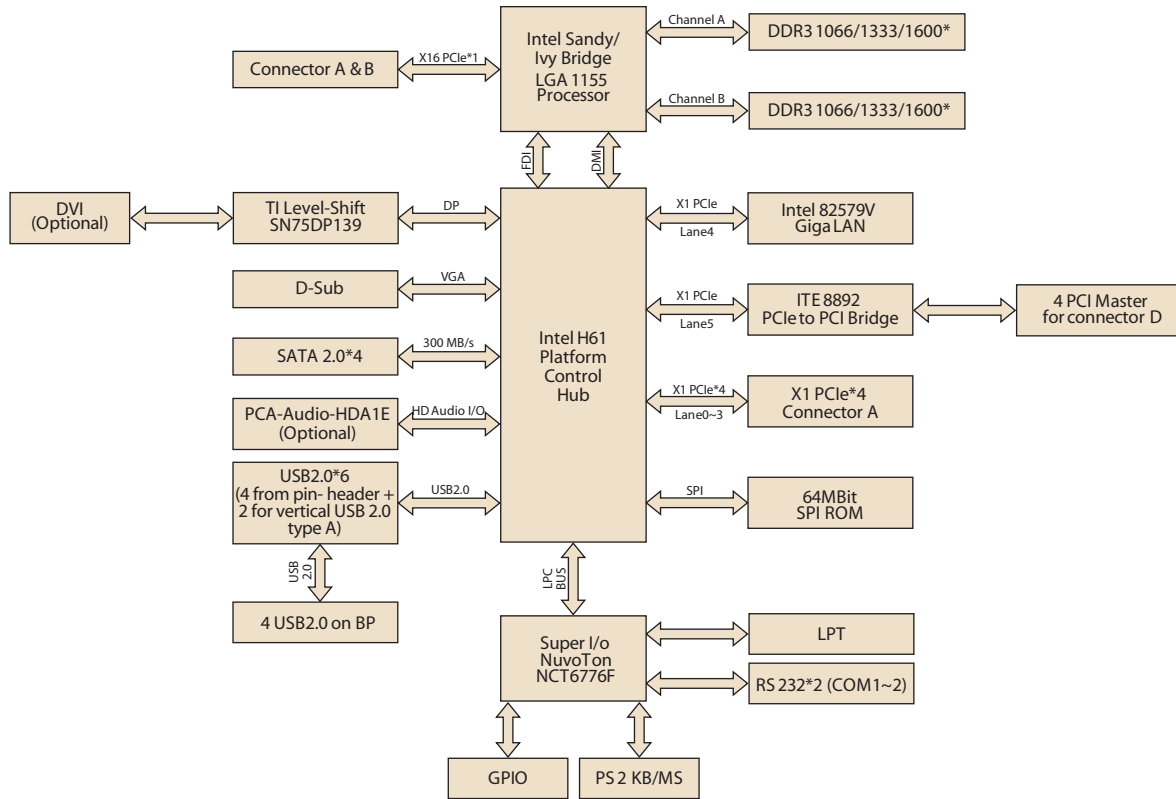 Intel Sandy/
Ivy Bridge
LGA 1155
Processor
Channel A
DDR3 1066/1333/1600*
Connector A & B
X16 PCIe*1
Channel B
DDR3 1066/1333/1600*
FDI
DMI
DVI
(Optional)
TI Level-Shift
SN75DP139
DP
X1 PCIe
Lane4
Intel 82579V
Giga LAN
D-Sub
VGA
X1 PCIe
Lane5
ITE 8892
PCIe to PCI Bridge
4 PCI Master
for connector D
Intel H61
Platform
Control
Hub
SATA 2.0*4
300 MB/s
X1 PCIe*4
Lane0~3
X1 PCIe*4
Connector A
PCA-Audio-HDA1E
(Optional)
HD Audio I/O
USB2.0*6
(4 from pin- header +
2 for vertical USB 2.0
type A)
USB2.0
SPI
64MBit
SPI ROM
USB
2.0
LPC
BUS
4 USB2.0 on BP
Super I/o
NuvoTon
NCT6776F
LPT
RS 232*2 (COM1~2)
GPIO
PS 2 KB/MS